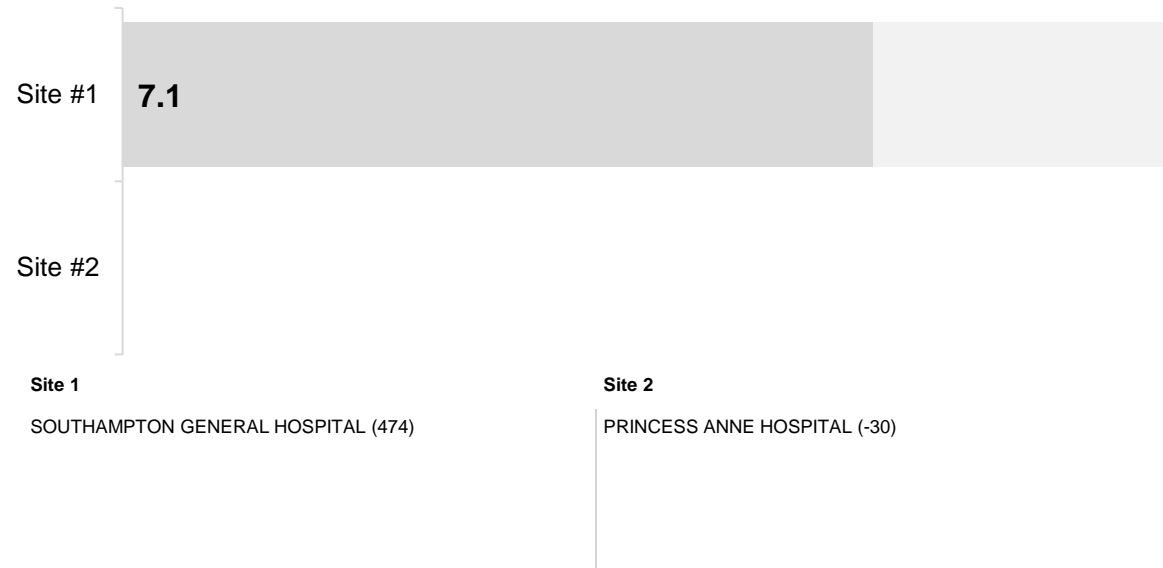 Site #1
7.1
Site #2
Site 1
Site 2
SOUTHAMPTON GENERAL HOSPITAL (474)
PRINCESS ANNE HOSPITAL (-30)